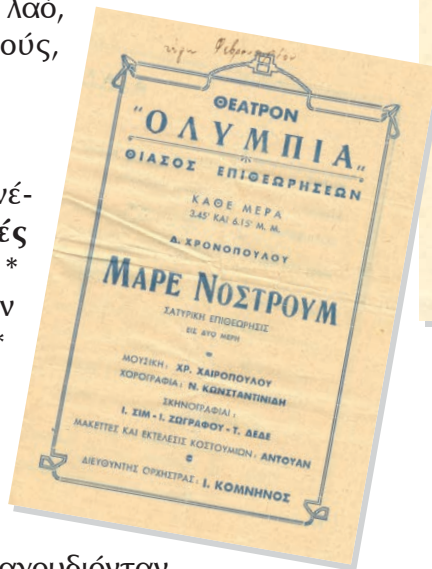 λαό,
ούς,
νέ-
ές
*
ν
*
ΘΕΑΤΡΟΝ
"ΟΛΥΜΠΙΑ„
ΘΙΑΣΟΣ ΕΠΙΘΕΩΡΗΣΕΩΝ
ΚΑΘΕ ΜΕΡΑ
3.45' ΚΑΙ 6.15' Μ. Μ.
Δ. ΧΡΟΝΟΠΟΥΛΟΥ
ΜΑΡΕ ΝΟΣΤΡΟΥΜ
ΣΑΤΥΡΙΚΗ ΕΠΙΘΕΩΡΗΣΙΣ
ΕΙΣ ΔΥΟ ΜΕΡΗ
ΜΟΥΣΙΚΗ: ΧΡ. ΧΑΙΡΟΠΟΥΛΟΥ
ΧΟΡΟΓΡΑΦΙΑ: Ν. ΚΩΝΣΤΑΝΤΙΝΙΔΗ
ΣΚΗΝΟΓΡΑΦΙΑΙ:
Ι. ΣΙΜ - Ι. ΖΩΓΡΑΦΟΥ - Τ. ΔΕΔΕ
ΜΑΚΕΤΤΕΣ ΚΑΙ ΕΚΤΕΛΕΣΙΣ ΚΟΣΤΟΥΜΙΩΝ: ΑΝΤΟΥΑΝ
ΔΙΕΥΘΥΝΤΗΣ ΟΡΧΗΣΤΡΑΣ: Ι. ΚΟΜΝΗΝΟΣ